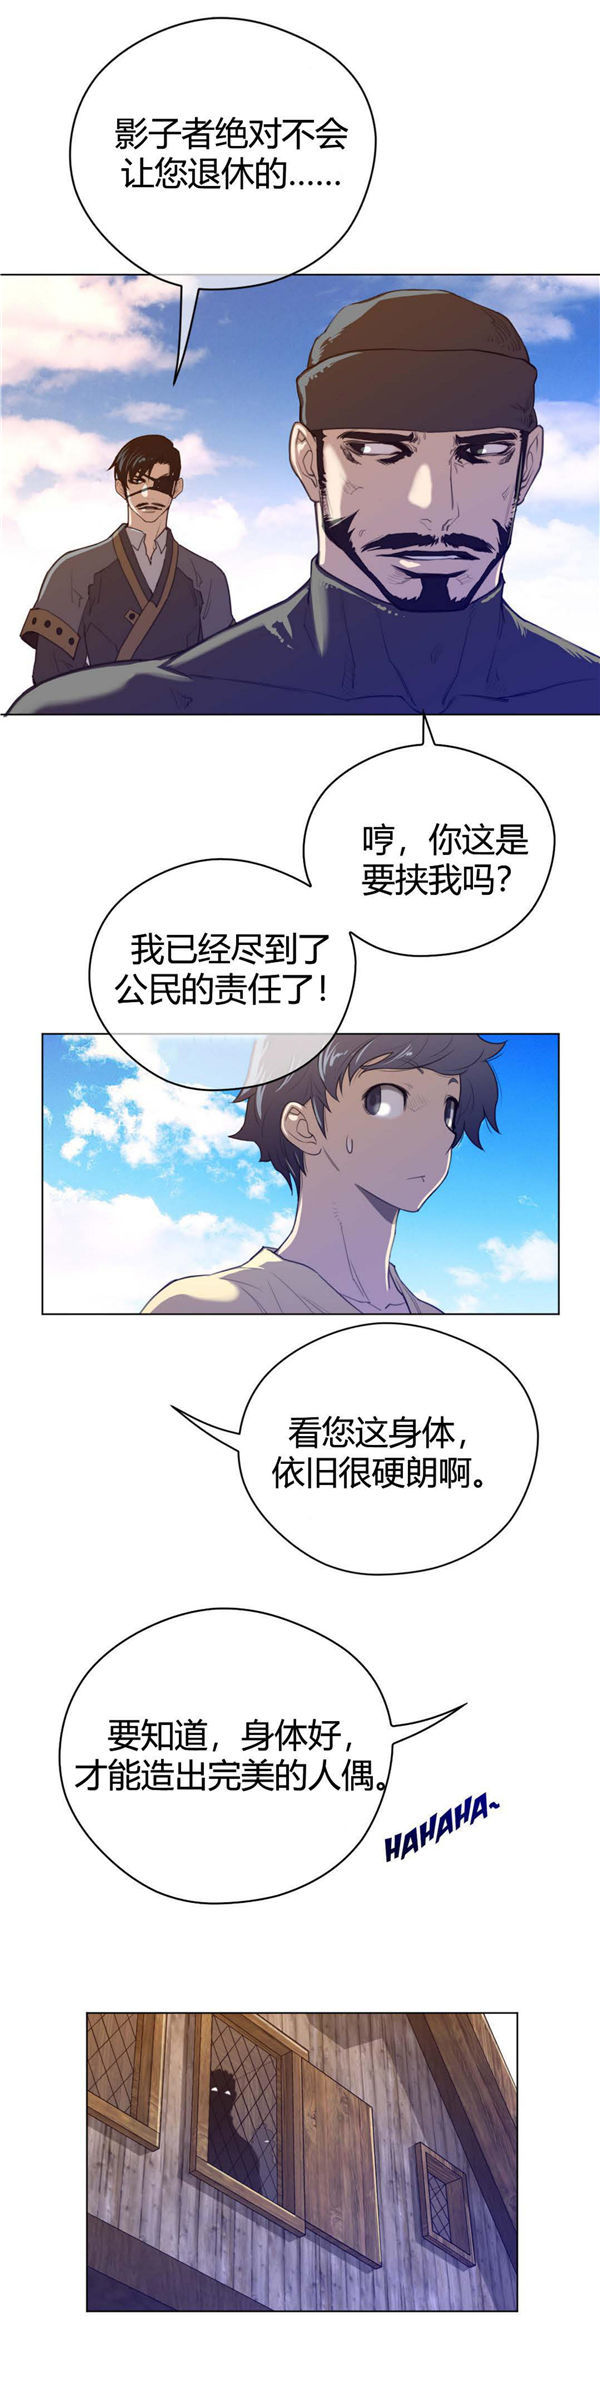 影子者绝对不会
让您退休的……
哼，你这是
要挟我吗？
我已经尽到了
公民的责任了！
看您这身体，
依旧很硬朗啊。
要知道，身体好，
才能造出完美的人偶。
HAHAHA~